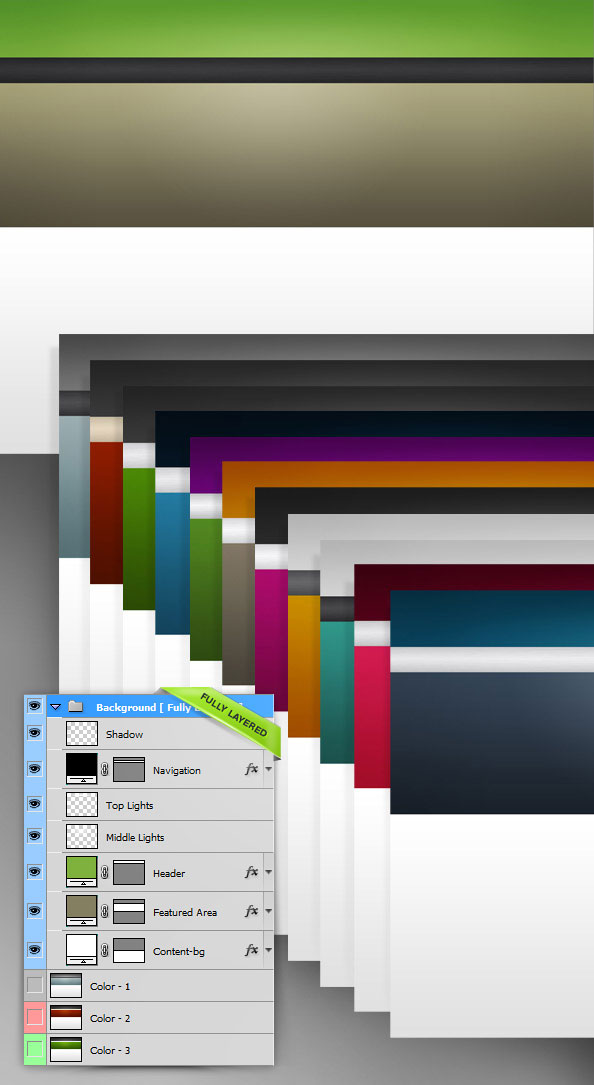 Background [ Fully
FULLY LAYERED
Shadow
Navigation
fx
Top Lights
Middle Lights
Header
fx
Featured Area
fx
Content-bg
fx
Color - 1
Color - 2
Color - 3